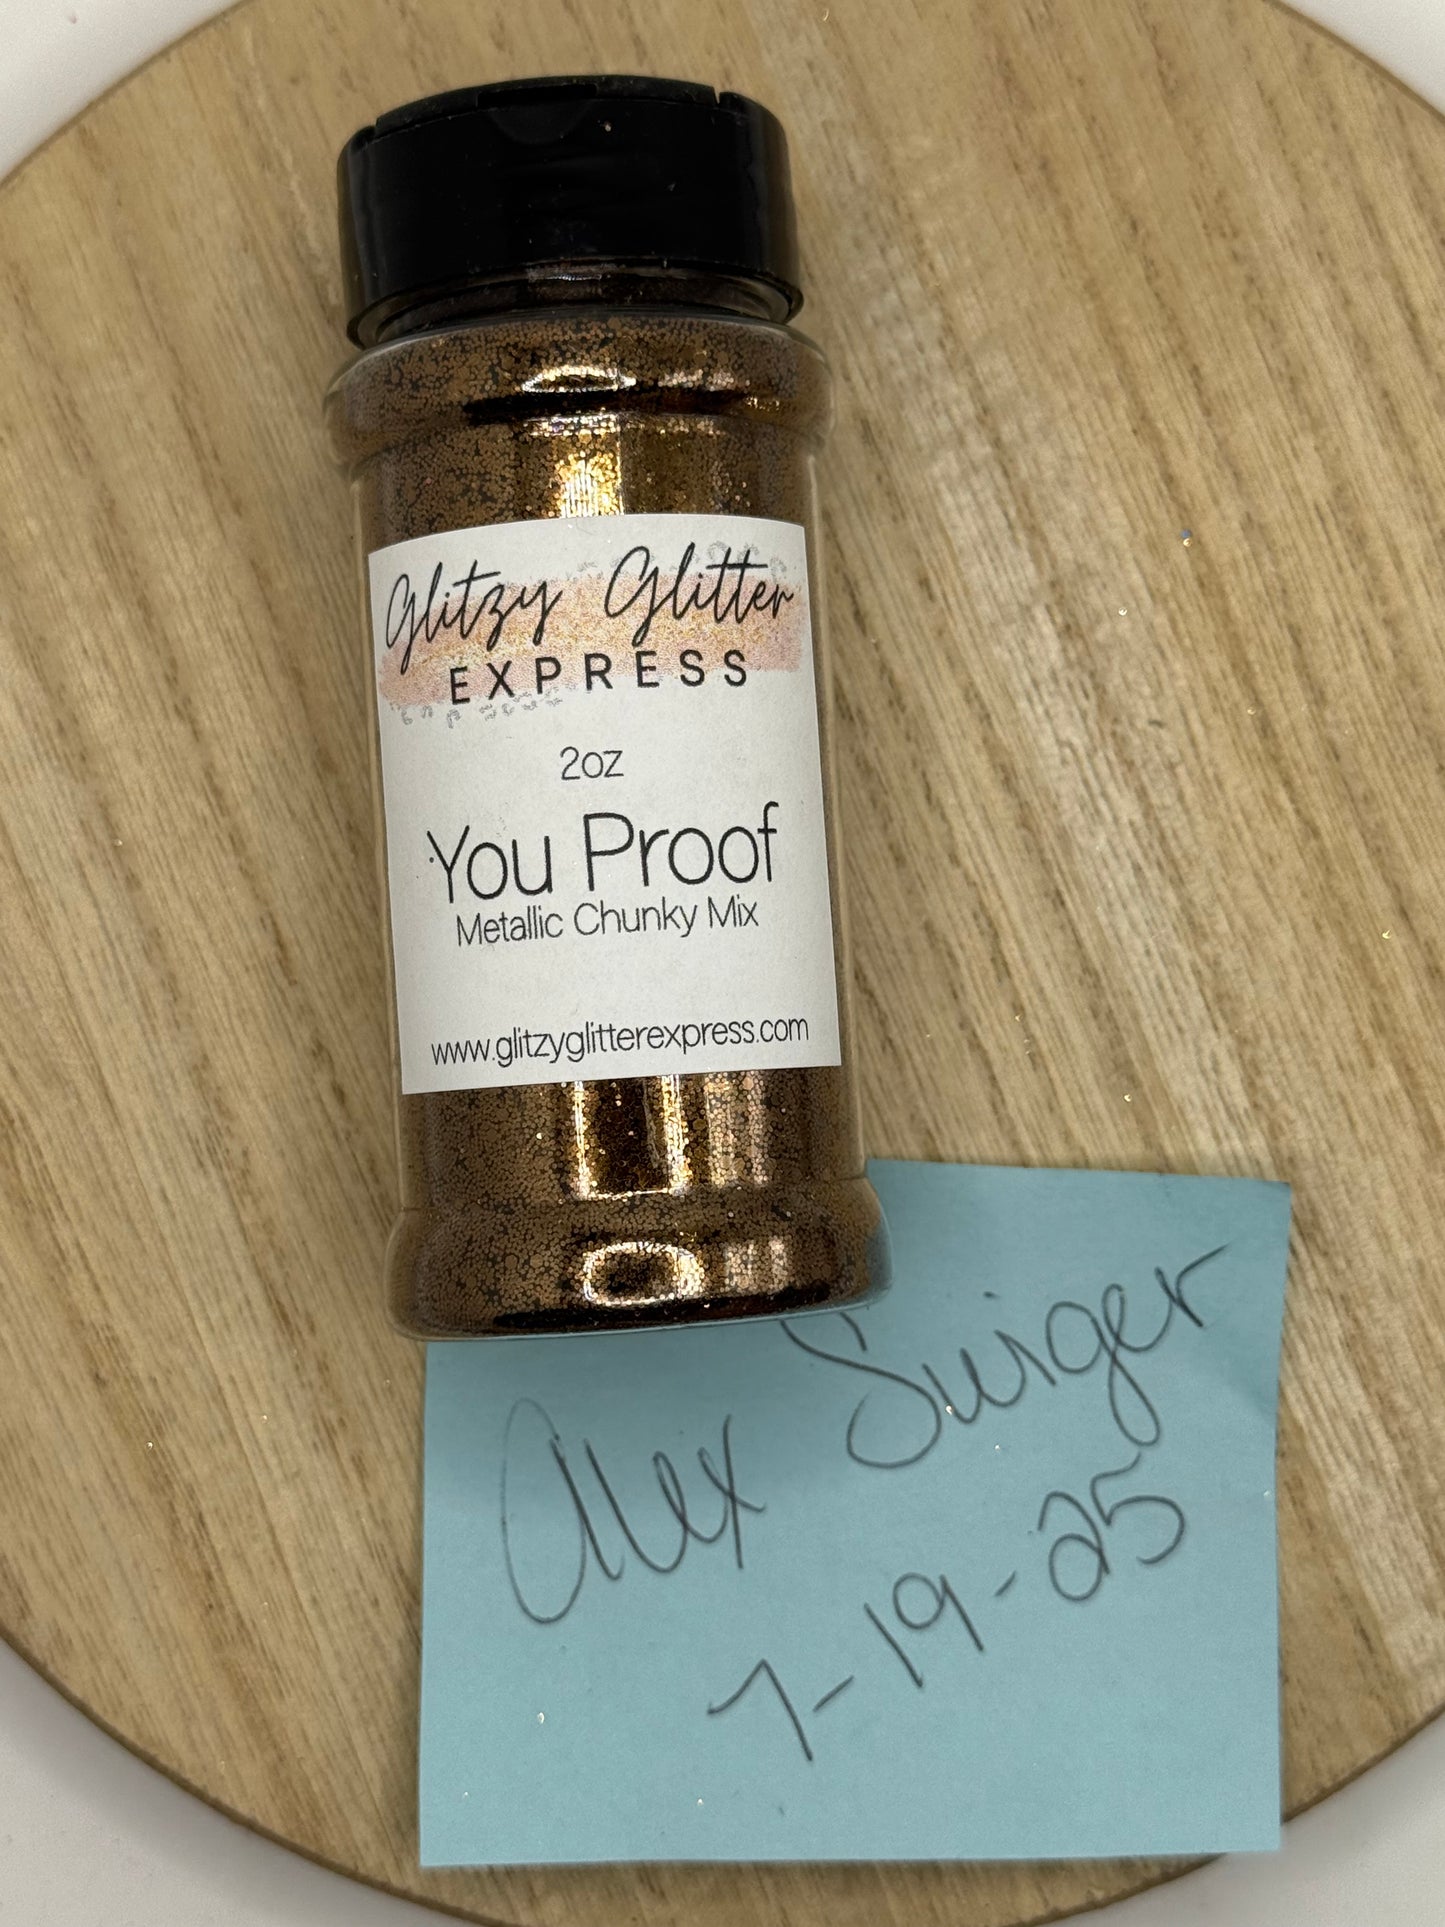 Glitzy Glitter
EXPRESS
2oz
You Proof
Metallic Chunky Mix
www.glitzyglitterexpress.com
Alex Swiger
7-19-25